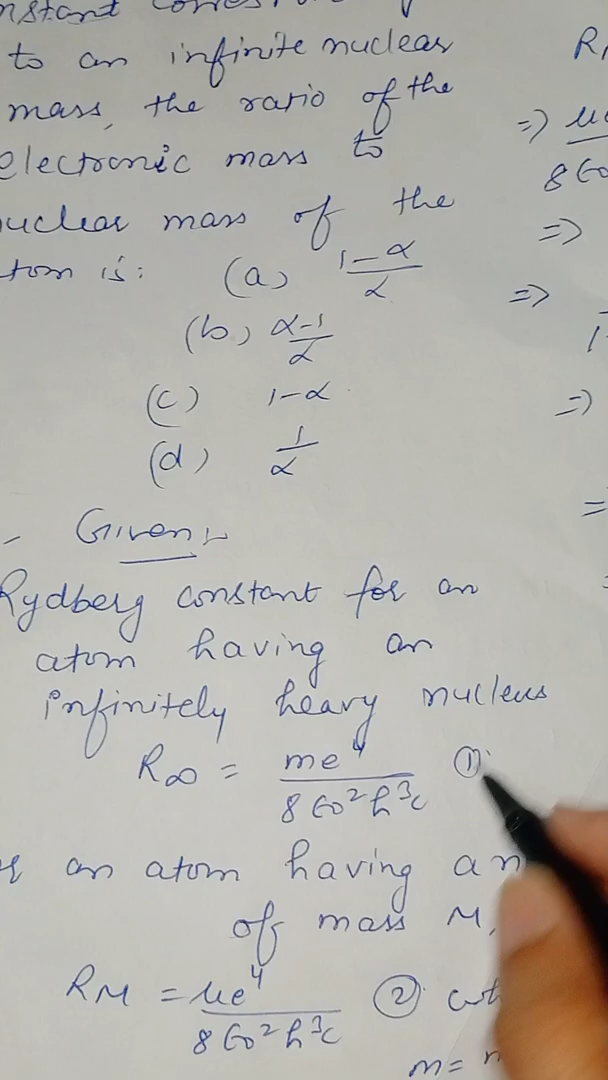 to an infinite nuclear
mass, the ratio of the
electronic mass to
nuclear mass of the
atom is: (a) 1-α/α
(b) α-1/α
(c) 1-α
(d) 1/α
Given:-
Rydberg constant for an
atom having an
infinitely heavy nucleus
R∞ = me⁴/8ε₀²h³c ①
an atom having an
of mass M,
RM = μe⁴/8ε₀²h³c ②
m =